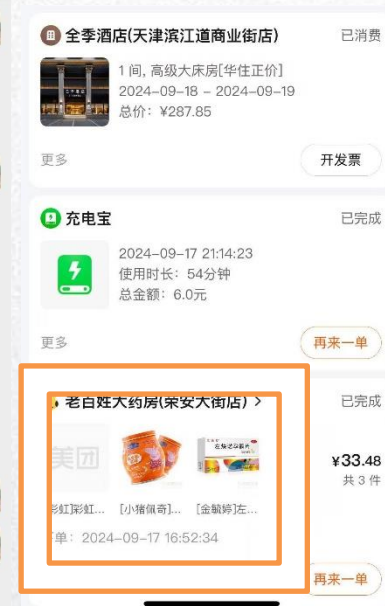 全季酒店(天津滨江道商业街店)
已消费
1间, 高级大床房[华住正价]
2024-09-18 - 2024-09-19
总价: ¥287.85
更多
开发票
充电宝
已完成
2024-09-17 21:14:23
使用时长: 54分钟
总金额: 6.0元
更多
再来一单
老百姓大药房(荣安大街店) >
已完成
美团
¥33.48
共3件
彩虹]彩虹...
[小猪佩奇]...
[金毓婷]左...
单: 2024-09-17 16:52:34
再来一单